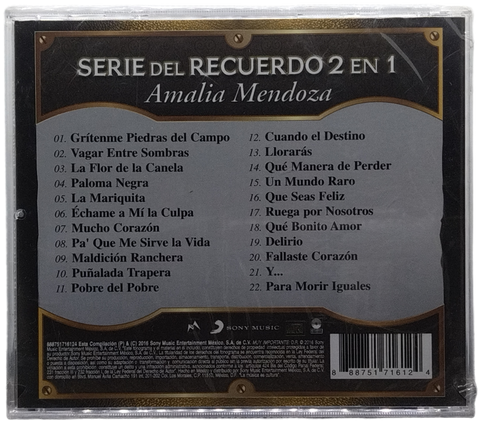 SERIE DEL RECUERDO 2 EN 1
Amalia Mendoza
01. Grítenme Piedras del Campo
02. Vagar Entre Sombras
03. La Flor de la Canela
04. Paloma Negra
05. La Mariquita
06. Échame a Mí la Culpa
07. Mucho Corazón
08. Pa' Que Me Sirve la Vida
09. Maldición Ranchera
10. Puñalada Trapera
11. Pobre del Pobre
12. Cuando el Destino
13. Llorarás
14. Qué Manera de Perder
15. Un Mundo Raro
16. Que Seas Feliz
17. Ruega por Nosotros
18. Qué Bonito Amor
19. Delirio
20. Fallaste Corazón
21. Y...
22. Para Morir Iguales
SONY MUSIC
8 88751 71612 4